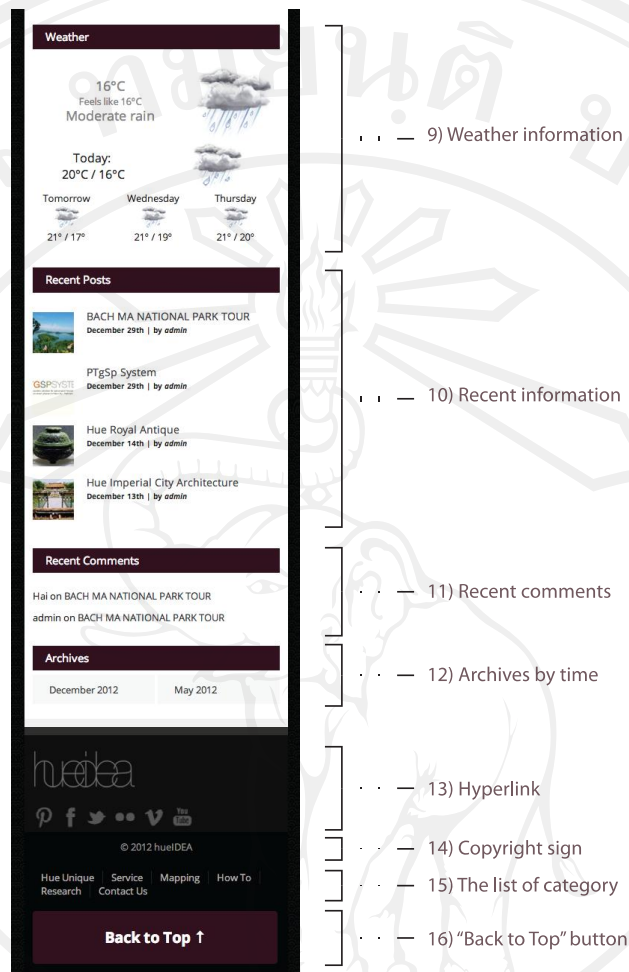 Weather
16°C
Feels like 16°C
Moderate rain
Today:
20°C / 16°C
Tomorrow Wednesday Thursday
21° / 17° 21° / 19° 21° / 20°
9) Weather information
Recent Posts
BACH MA NATIONAL PARK TOUR
December 29th | by admin
GSPSYSTE
PTgSp System
December 29th | by admin
Hue Royal Antique
December 14th | by admin
Hue Imperial City Architecture
December 13th | by admin
10) Recent information
Recent Comments
Hai on BACH MA NATIONAL PARK TOUR
admin on BACH MA NATIONAL PARK TOUR
11) Recent comments
Archives
December 2012 May 2012
12) Archives by time
hueidea
You
Tube
13) Hyperlink
© 2012 hueIDEA
14) Copyright sign
Hue Unique Service Mapping How To
Research Contact Us
15) The list of category
Back to Top ↑
16) “Back to Top” button